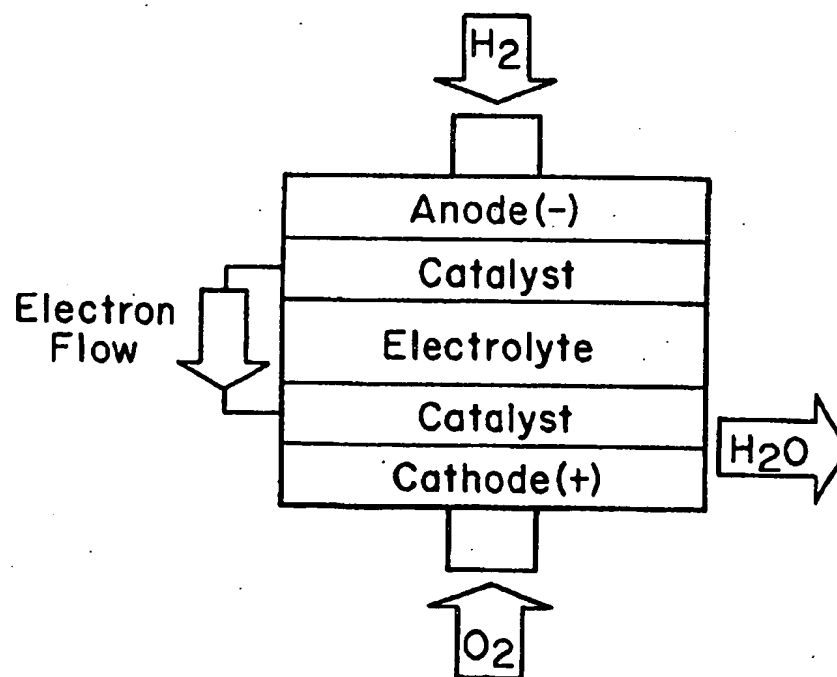 H2
Anode(-)
Catalyst
Electron
Flow
Electrolyte
Catalyst
H2O
Cathode(+)
O2